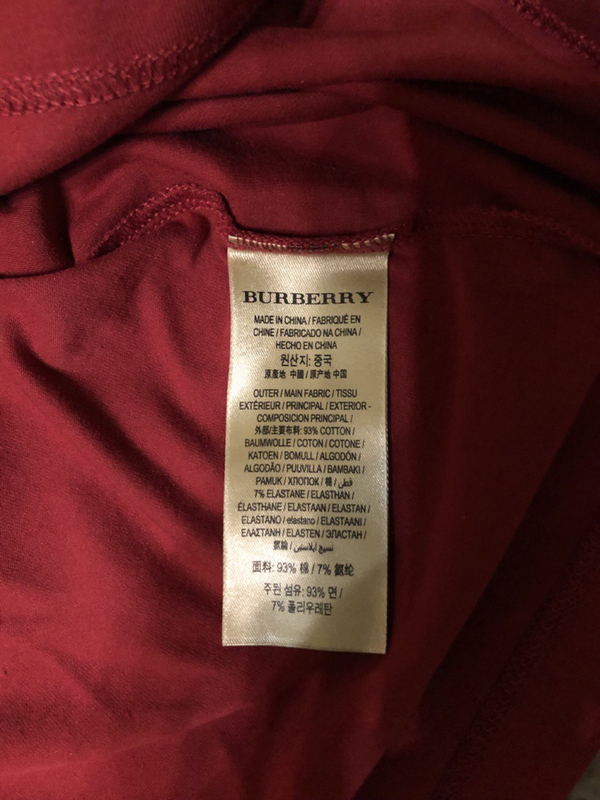 BURBERRY
MADE IN CHINA / FABRIQUÉ EN
CHINE / FABRICADO NA CHINA /
HECHO EN CHINA
원산지: 중국
原產地 中國 / 原产地 中国
OUTER / MAIN FABRIC / TISSU
EXTÉRIEUR / PRINCIPAL / EXTERIOR -
COMPOSICION PRINCIPAL /
外部/主要布料: 93% COTTON /
BAUMWOLLE / COTON / COTONE /
KATOEN / BOMULL / ALGODÓN /
ALGODÃO / PUUVILLA / BAMBAKI /
PAMUK / ХЛОПОК / 棉 / قطن /
7% ELASTANE / ELASTHAN /
ÉLASTHANE / ELASTAAN / ELASTAN /
ELASTANO / elastano / ELASTAANI /
ΕΛΑΣΤΑΝΗ / ELASTEN / ЭЛАСТАН /
氨綸 / نسيج ايلاستين /
面料: 93% 棉 / 7% 氨纶
주된 섬유: 93% 면 /
7% 폴리우레탄